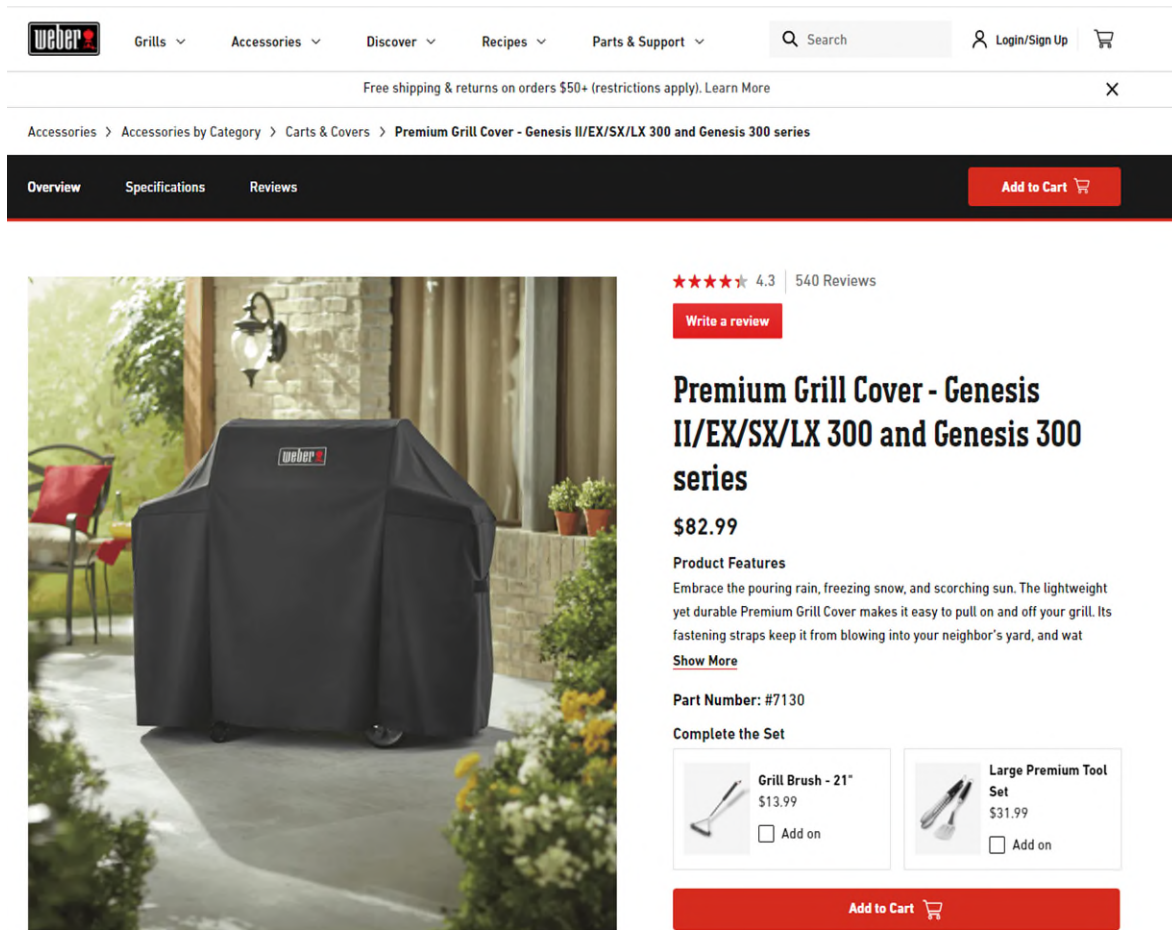 weber
Grills
Accessories
Discover
Recipes
Parts & Support
Search
Login/Sign Up
Free shipping & returns on orders $50+ (restrictions apply). Learn More
Accessories > Accessories by Category > Carts & Covers > Premium Grill Cover - Genesis II/EX/SX/LX 300 and Genesis 300 series
Overview
Specifications
Reviews
Add to Cart
weber
4.3 540 Reviews
Write a review
Premium Grill Cover - Genesis
II/EX/SX/LX 300 and Genesis 300
series
$82.99
Product Features
Embrace the pouring rain, freezing snow, and scorching sun. The lightweight
yet durable Premium Grill Cover makes it easy to pull on and off your grill. Its
fastening straps keep it from blowing into your neighbor's yard, and wat
Show More
Part Number: #7130
Complete the Set
Grill Brush - 21"
$13.99
Add on
Large Premium Tool
Set
$31.99
Add on
Add to Cart